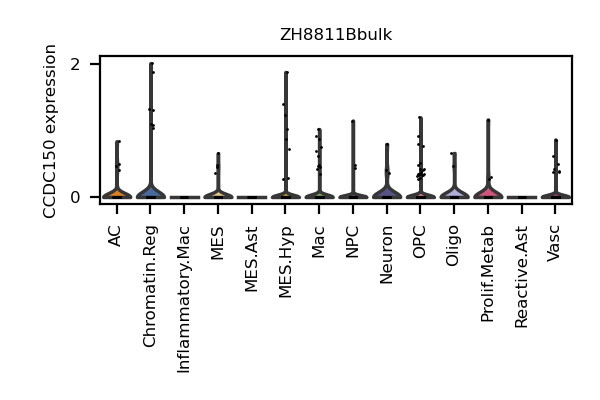 ZH8811Bbulk
CCDC150 expression
2
0
AC
Chromatin.Reg
Inflammatory.Mac
MES
MES.Ast
MES.Hyp
Mac
NPC
Neuron
OPC
Oligo
Prolif.Metab
Reactive.Ast
Vasc